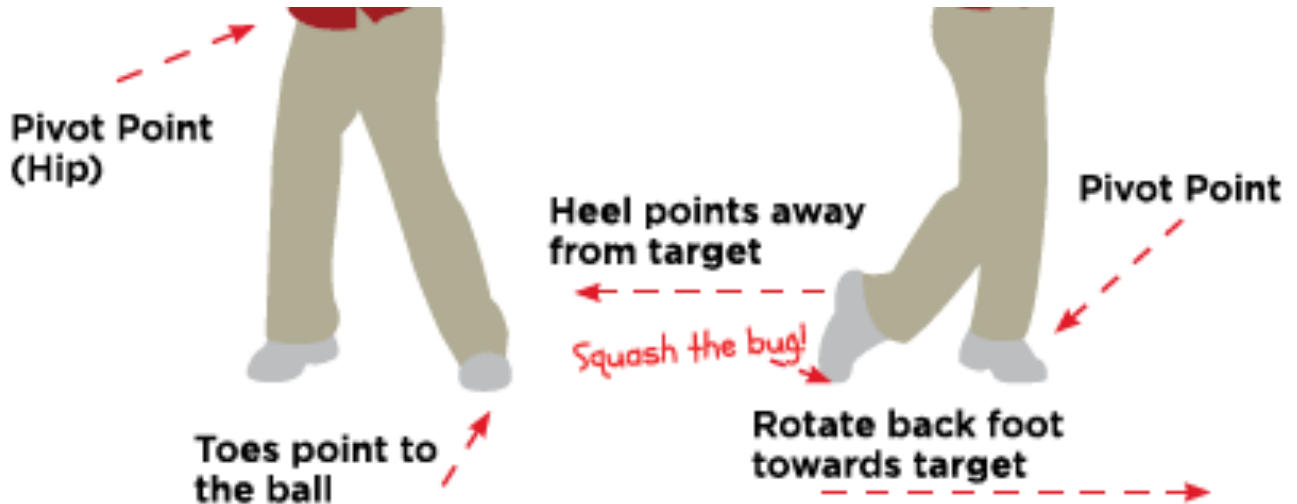 Pivot Point
(Hip)
Heel points away
from target
Pivot Point
Squash the bug!
Toes point to
the ball
Rotate back foot
towards target